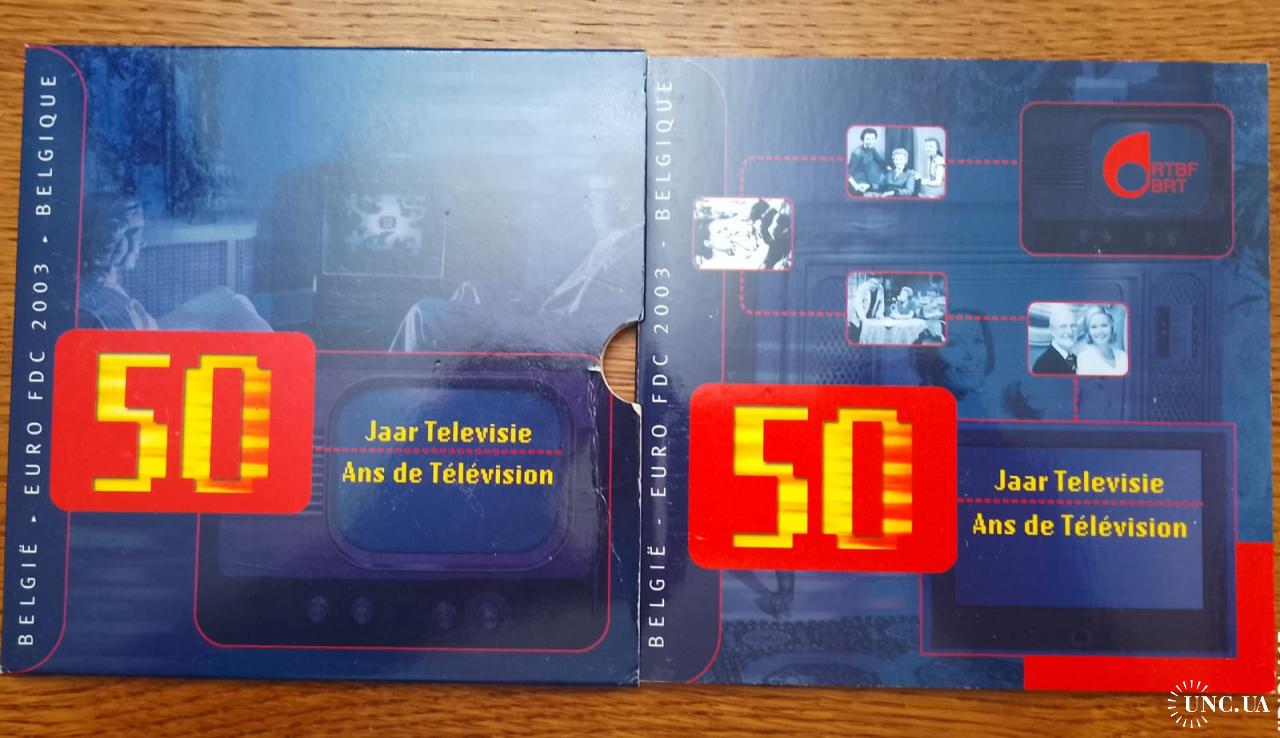 BELGIË - EURO FDC 2003 - BELGIQUE
50
Jaar Televisie
Ans de Télévision
BELGIË - EURO FDC 2003 - BELGIQUE
RTBF
BRT
50
Jaar Televisie
Ans de Télévision
UNC.UA